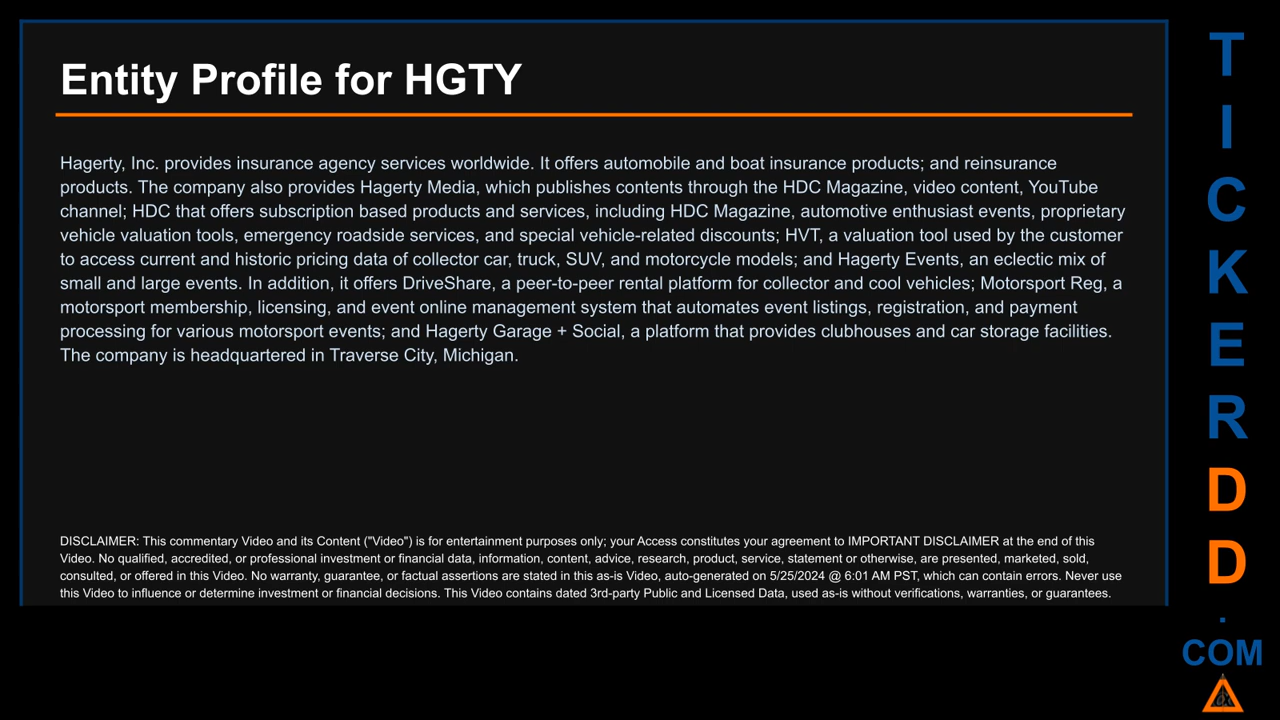 Entity Profile for HGTY
Hagerty, Inc. provides insurance agency services worldwide. It offers automobile and boat insurance products; and reinsurance
products. The company also provides Hagerty Media, which publishes contents through the HDC Magazine, video content, YouTube
channel; HDC that offers subscription based products and services, including HDC Magazine, automotive enthusiast events, proprietary
vehicle valuation tools, emergency roadside services, and special vehicle-related discounts; HVT, a valuation tool used by the customer
to access current and historic pricing data of collector car, truck, SUV, and motorcycle models; and Hagerty Events, an eclectic mix of
small and large events. In addition, it offers DriveShare, a peer-to-peer rental platform for collector and cool vehicles; Motorsport Reg, a
motorsport membership, licensing, and event online management system that automates event listings, registration, and payment
processing for various motorsport events; and Hagerty Garage + Social, a platform that provides clubhouses and car storage facilities.
The company is headquartered in Traverse City, Michigan.
DISCLAIMER: This commentary Video and its Content ("Video") is for entertainment purposes only; your Access constitutes your agreement to IMPORTANT DISCLAIMER at the end of this
Video. No qualified, accredited, or professional investment or financial data, information, content, advice, research, product, service, statement or otherwise, are presented, marketed, sold,
consulted, or offered in this Video. No warranty, guarantee, or factual assertions are stated in this as-is Video, auto-generated on 5/25/2024 @ 6:01 AM PST, which can contain errors. Never use
this Video to influence or determine investment or financial decisions. This Video contains dated 3rd-party Public and Licensed Data, used as-is without verifications, warranties, or guarantees.
T
I
C
K
E
R
D
D
.
COM